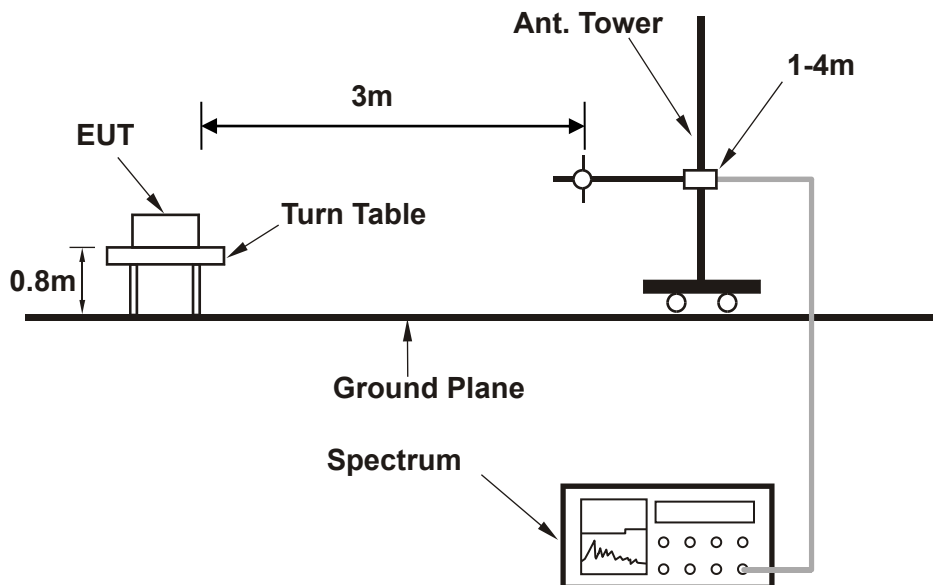 Ant. Tower
1-4m
3m
EUT
Turn Table
0.8m
Ground Plane
Spectrum